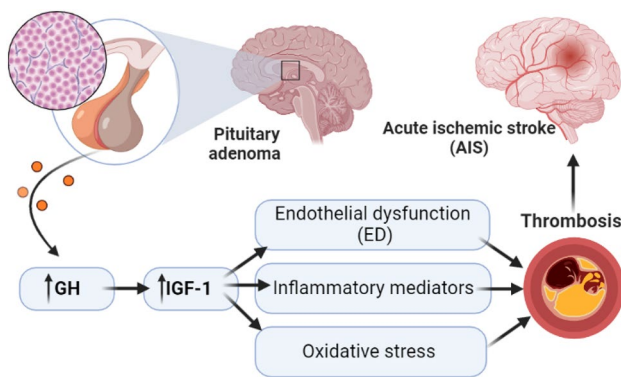 Pituitary
adenoma
Acute ischemic stroke
(AIS)
Endothelial dysfunction
(ED)
Thrombosis
↑GH
↑IGF-1
Inflammatory mediators
Oxidative stress